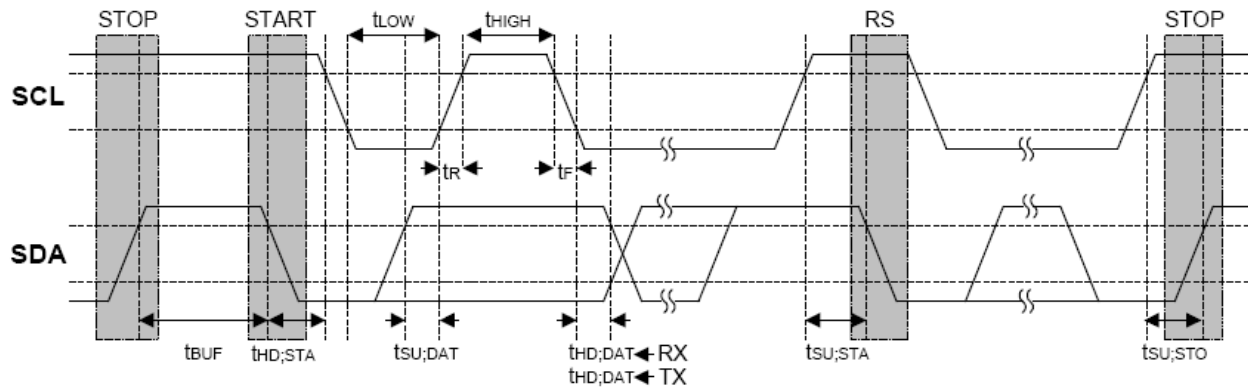 STOP START tLOW tHIGH RS STOP
SCL
tR tF
SDA
tBUF tHD;STA tSU;DAT tHD;DAT RX tSU;STA tSU;STO
tHD;DAT TX